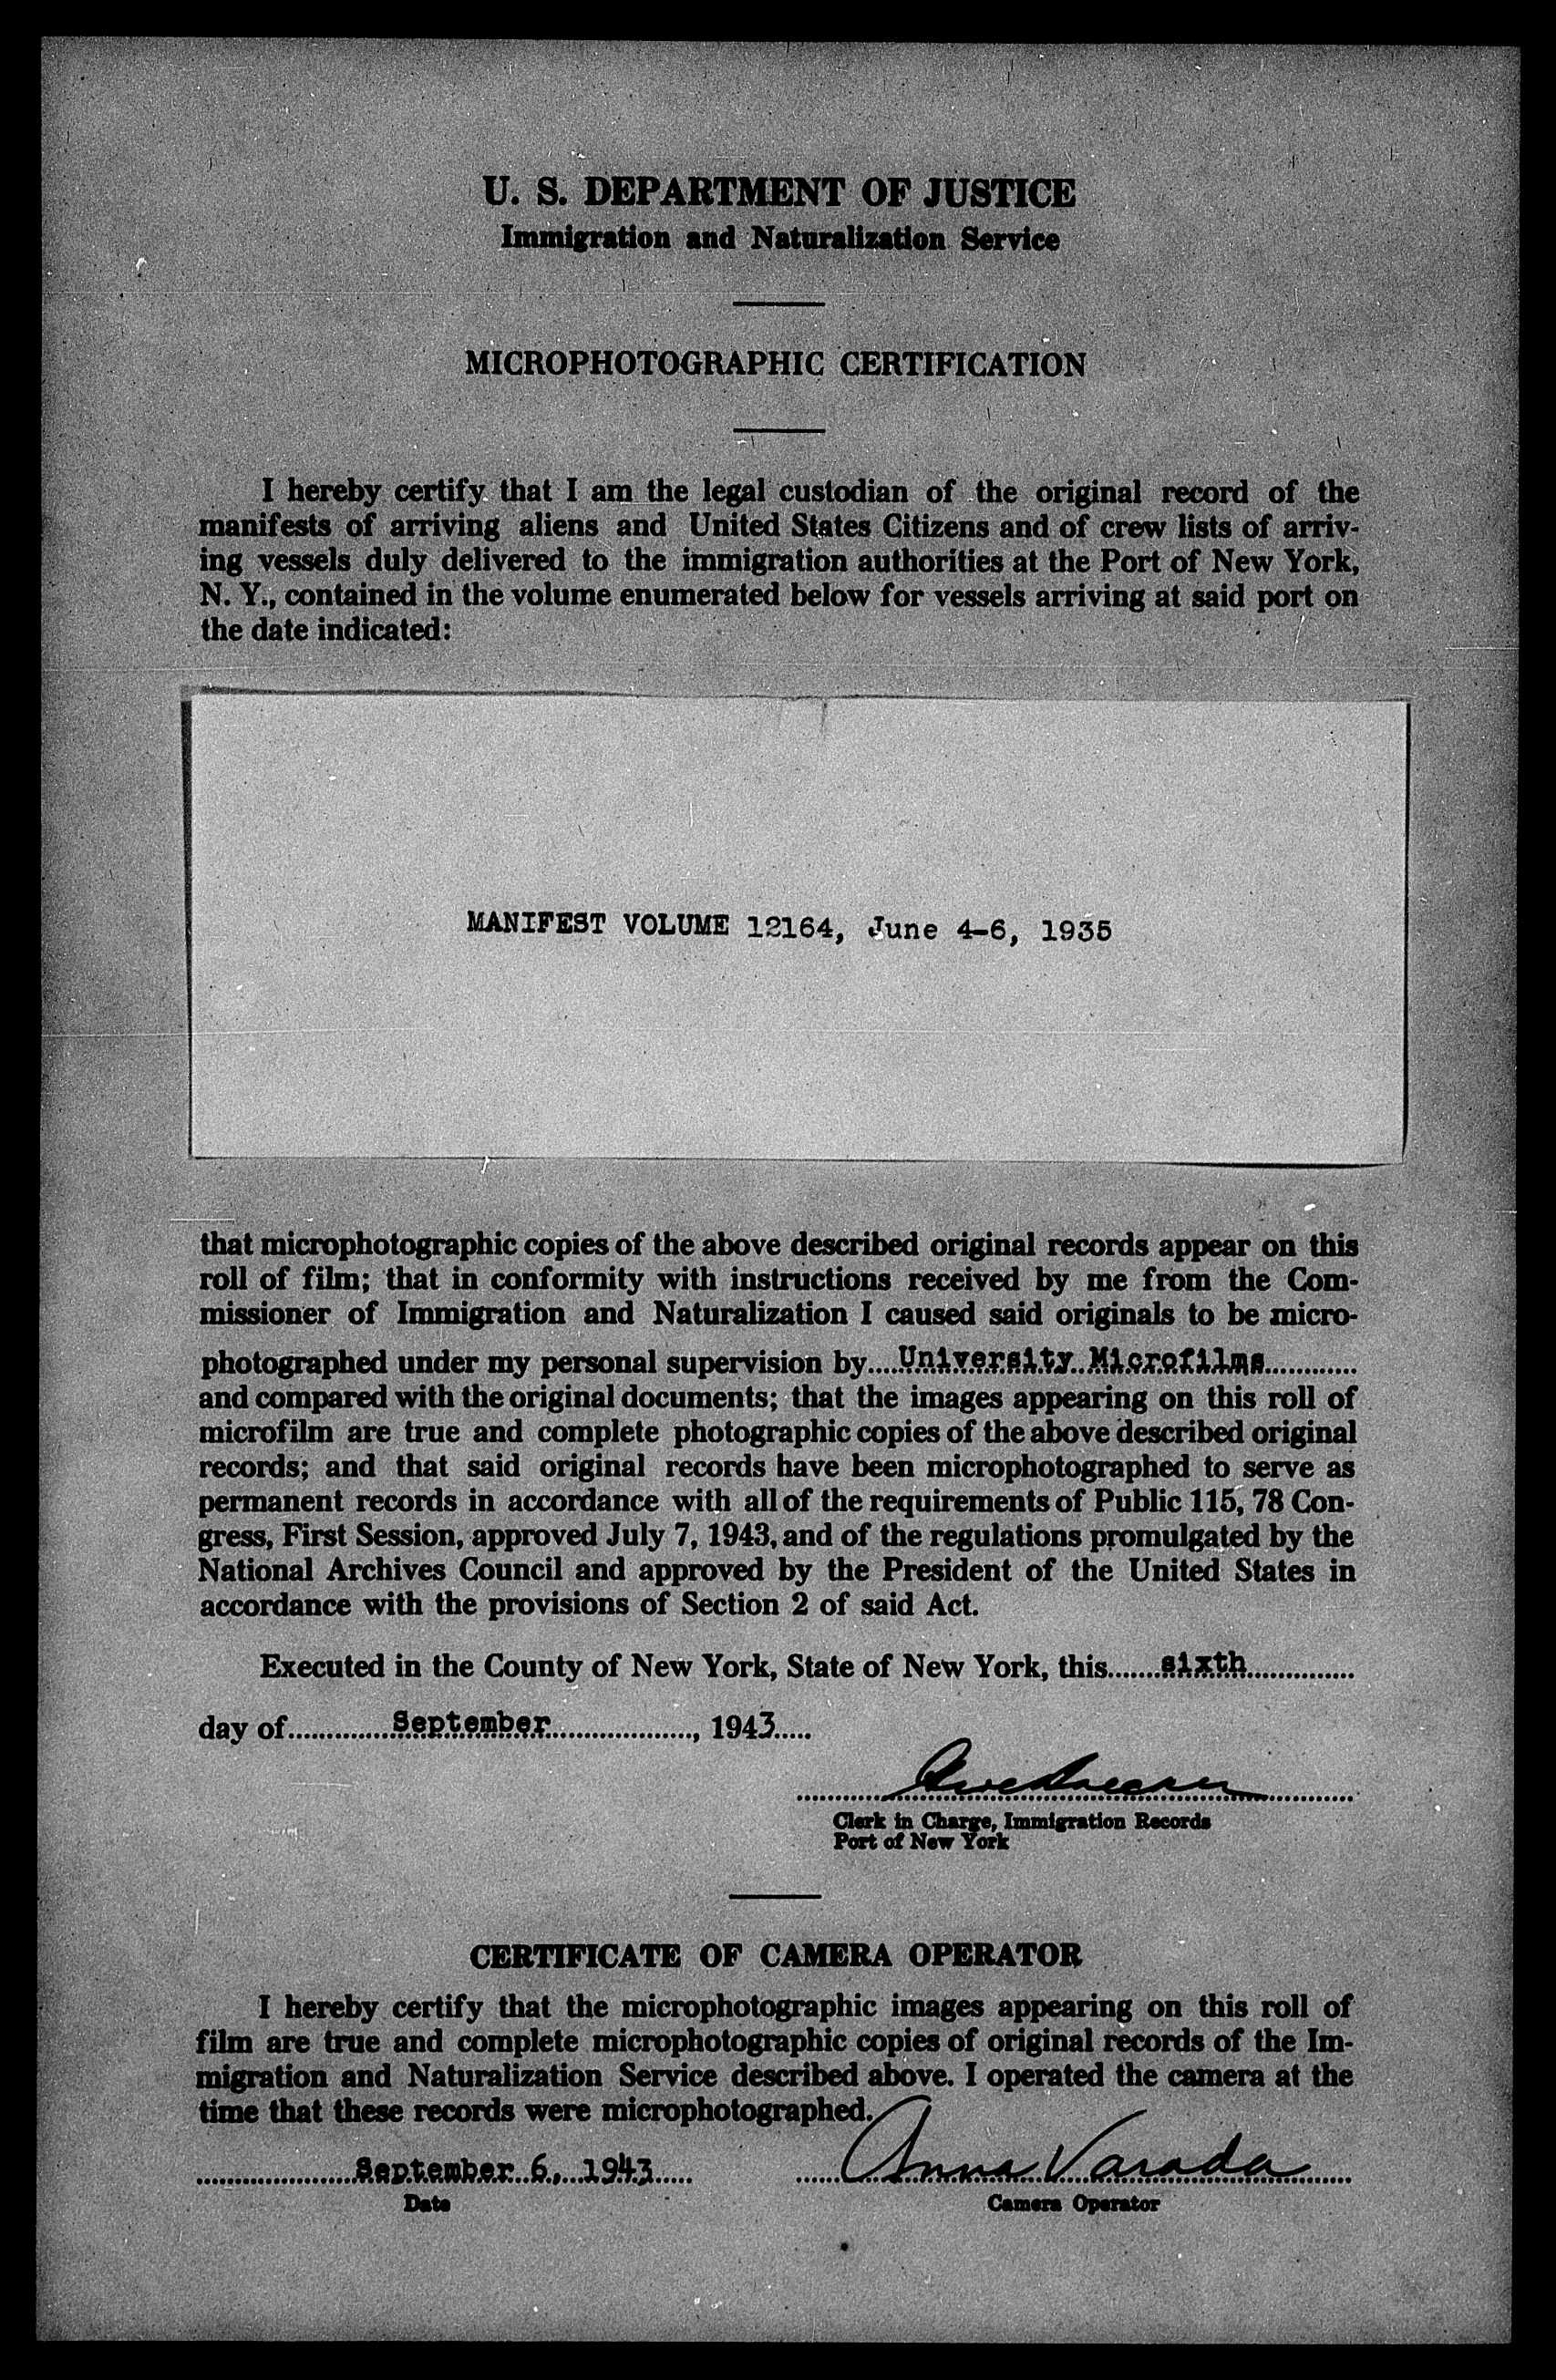 U. S. DEPARTMENT OF JUSTICE
Immigration and Naturalization Service
MICROPHOTOGRAPHIC CERTIFICATION
I hereby certify that I am the legal custodian of the original record of the
manifests of arriving aliens and United States Citizens and of crew lists of arriv-
ing vessels duly delivered to the immigration authorities at the Port of New York,
N. Y., contained in the volume enumerated below for vessels arriving at said port on
the date indicated:
MANIFEST VOLUME 12164, June 4-6, 1935
that microphotographic copies of the above described original records appear on this
roll of film; that in conformity with instructions received by me from the Com-
missioner of Immigration and Naturalization I caused said originals to be micro-
photographed under my personal supervision by....University Microfilms............
and compared with the original documents; that the images appearing on this roll of
microfilm are true and complete photographic copies of the above described original
records; and that said original records have been microphotographed to serve as
permanent records in accordance with all of the requirements of Public 115, 78 Con-
gress, First Session, approved July 7, 1943, and of the regulations promulgated by the
National Archives Council and approved by the President of the United States in
accordance with the provisions of Section 2 of said Act.
Executed in the County of New York, State of New York, this.......sixth..............
day of.............September.................., 1943.....
Clerk in Charge, Immigration Records
Port of New York
CERTIFICATE OF CAMERA OPERATOR
I hereby certify that the microphotographic images appearing on this roll of
film are true and complete microphotographic copies of original records of the Im-
migration and Naturalization Service described above. I operated the camera at the
time that these records were microphotographed.
September 6, 1943 Anna Varada
Date Camera Operator